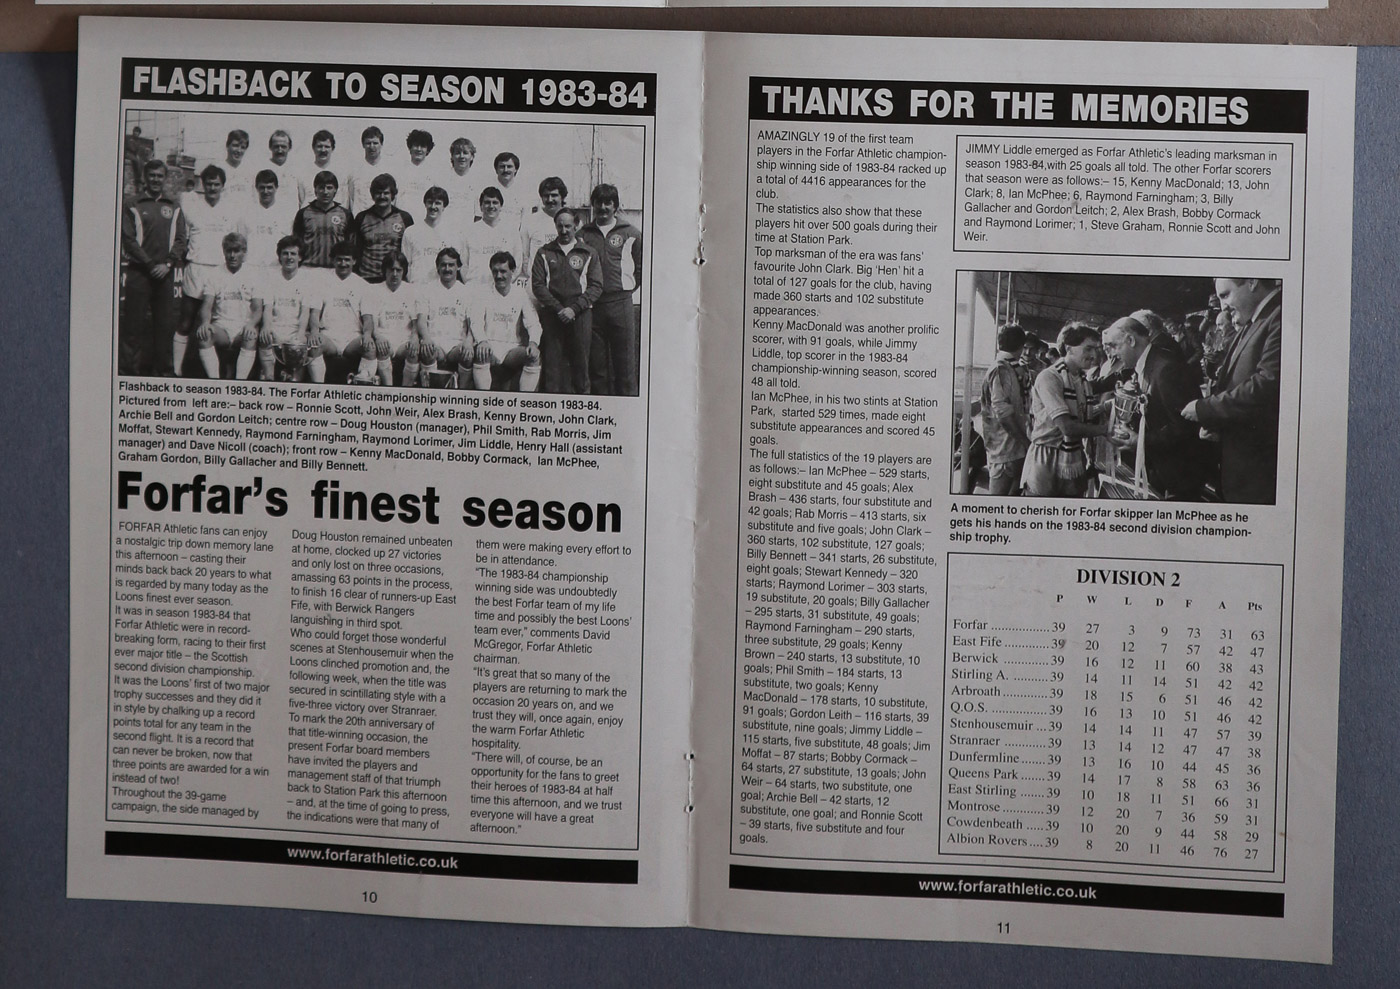 FLASHBACK TO SEASON 1983-84
Flashback to season 1983-84. The Forfar Athletic championship winning side of season 1983-84.
Pictured from left are:– back row – Ronnie Scott, John Weir, Alex Brash, Kenny Brown, John Clark,
Archie Bell and Gordon Leitch; centre row – Doug Houston (manager), Phil Smith, Rab Morris, Jim
Moffat, Stewart Kennedy, Raymond Farningham, Raymond Lorimer, Jim Liddle, Henry Hall (assistant
manager) and Dave Nicoll (coach); front row – Kenny MacDonald, Bobby Cormack, Ian McPhee,
Graham Gordon, Billy Gallacher and Billy Bennett.
Forfar's finest season
FORFAR Athletic fans can enjoy
a nostalgic trip down memory lane
this afternoon – casting their
minds back back 20 years to what
is regarded by many today as the
Loons finest ever season.
It was in season 1983-84 that
Forfar Athletic were in record-
breaking form, racing to their first
ever major title – the Scottish
second division championship.
It was the Loons' first of two major
trophy successes and they did it
in style by chalking up a record
points total for any team in the
second flight. It is a record that
can never be broken, now that
three points are awarded for a win
instead of two!
Throughout the 39-game
campaign, the side managed by
Doug Houston remained unbeaten
at home, clocked up 27 victories
and only lost on three occasions,
amassing 63 points in the process,
to finish 16 clear of runners-up East
Fife, with Berwick Rangers
languishing in third spot.
Who could forget those wonderful
scenes at Stenhousemuir when the
Loons clinched promotion and, the
following week, when the title was
secured in scintillating style with a
five-three victory over Stranraer.
To mark the 20th anniversary of
that title-winning occasion, the
present Forfar board members
have invited the players and
management staff of that triumph
back to Station Park this afternoon
– and, at the time of going to press,
the indications were that many of
them were making every effort to
be in attendance.
"The 1983-84 championship
winning side was undoubtedly
the best Forfar team of my life
time and possibly the best Loons'
team ever," comments David
McGregor, Forfar Athletic
chairman.
"It's great that so many of the
players are returning to mark the
occasion 20 years on, and we
trust they will, once again, enjoy
the warm Forfar Athletic
hospitality.
"There will, of course, be an
opportunity for the fans to greet
their heroes of 1983-84 at half
time this afternoon, and we trust
everyone will have a great
afternoon."
www.forfarathletic.co.uk
10
THANKS FOR THE MEMORIES
AMAZINGLY 19 of the first team
players in the Forfar Athletic champion-
ship winning side of 1983-84 racked up
a total of 4416 appearances for the
club.
The statistics also show that these
players hit over 500 goals during their
time at Station Park.
Top marksman of the era was fans'
favourite John Clark. Big 'Hen' hit a
total of 127 goals for the club, having
made 360 starts and 102 substitute
appearances.
Kenny MacDonald was another prolific
scorer, with 91 goals, while Jimmy
Liddle, top scorer in the 1983-84
championship-winning season, scored
48 all told.
Ian McPhee, in his two stints at Station
Park, started 529 times, made eight
substitute appearances and scored 45
goals.
The full statistics of the 19 players are
as follows:– Ian McPhee – 529 starts,
eight substitute and 45 goals; Alex
Brash – 436 starts, four substitute and
42 goals; Rab Morris – 413 starts, six
substitute and five goals; John Clark –
360 starts, 102 substitute, 127 goals;
Billy Bennett – 341 starts, 26 substitute,
eight goals; Stewart Kennedy – 320
starts; Raymond Lorimer – 303 starts,
19 substitute, 20 goals; Billy Gallacher
– 295 starts, 31 substitute, 49 goals;
Raymond Farningham – 290 starts,
three substitute, 29 goals; Kenny
Brown – 240 starts, 13 substitute, 10
goals; Phil Smith – 184 starts, 13
substitute, two goals; Kenny
MacDonald – 178 starts, 10 substitute,
91 goals; Gordon Leith – 116 starts, 39
substitute, nine goals; Jimmy Liddle –
115 starts, five substitute, 48 goals; Jim
Moffat – 87 starts; Bobby Cormack –
64 starts, 27 substitute, 13 goals; John
Weir – 64 starts, two substitute, one
goal; Archie Bell – 42 starts, 12
substitute, one goal; and Ronnie Scott
– 39 starts, five substitute and four
goals.
JIMMY Liddle emerged as Forfar Athletic's leading marksman in
season 1983-84,with 25 goals all told. The other Forfar scorers
that season were as follows:– 15, Kenny MacDonald; 13, John
Clark; 8, Ian McPhee; 6, Raymond Farningham; 3, Billy
Gallacher and Gordon Leitch; 2, Alex Brash, Bobby Cormack
and Raymond Lorimer; 1, Steve Graham, Ronnie Scott and John
Weir.
A moment to cherish for Forfar skipper Ian McPhee as he
gets his hands on the 1983-84 second division champion-
ship trophy.
DIVISION 2
P W L D F A Pts
Forfar ................39 27 3 9 73 31 63
East Fife ............39 20 12 7 57 42 47
Berwick ............39 16 12 11 60 38 43
Stirling A. .........39 14 11 14 51 42 42
Arbroath ............39 18 15 6 51 46 42
Q.O.S. ...............39 16 13 10 51 46 42
Stenhousemuir ...39 14 14 11 47 57 39
Stranraer ...........39 13 14 12 47 47 38
Dunfermline ......39 13 16 10 44 45 36
Queens Park ......39 14 17 8 58 63 36
East Stirling .......39 10 18 11 51 66 31
Montrose ...........39 12 20 7 36 59 31
Cowdenbeath .....39 10 20 9 44 58 29
Albion Rovers ....39 8 20 11 46 76 27
www.forfarathletic.co.uk
11